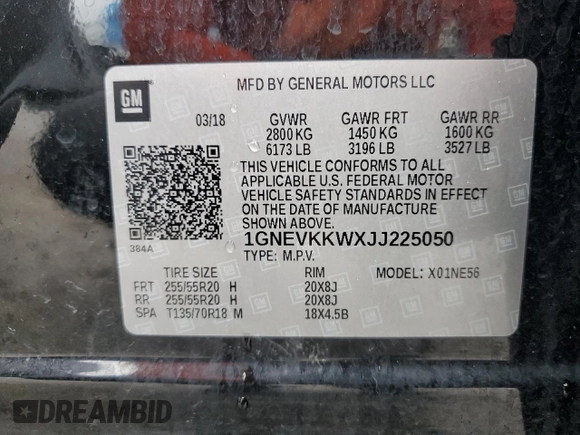 GM
MFD BY GENERAL MOTORS LLC
03/18 GVWR GAWR FRT GAWR RR
2800 KG 1450 KG 1600 KG
6173 LB 3196 LB 3527 LB
THIS VEHICLE CONFORMS TO ALL
APPLICABLE U.S. FEDERAL MOTOR
VEHICLE SAFETY STANDARDS IN EFFECT
ON THE DATE OF MANUFACTURE
SHOWN ABOVE.
384A 1GNEVKKWXJJ225050
TYPE: M.P.V.
TIRE SIZE RIM MODEL: X01NE56
FRT 255/55R20 H 20X8J
RR 255/55R20 H 20X8J
SPA T135/70R18 M 18X4.5B
DREAMBID